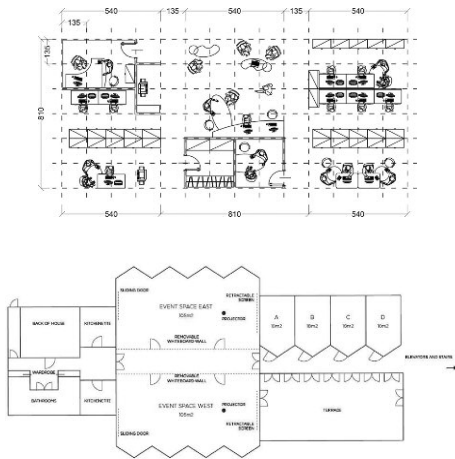 540
135
540
135
540
135
135
810
540
810
540
SLIDING DOOR
RETRACTABLE
SCREEN
EVENT SPACE EAST
105m2
PROJECTOR
A
10m2
B
10m2
C
10m2
D
10m2
BACK OF HOUSE
KITCHENETTE
REMOVABLE
WHITEBOARD WALL
ELEVATORS AND STAIRS
WARDROBE
REMOVABLE
WHITEBOARD WALL
BATHROOMS
KITCHENETTE
EVENT SPACE WEST
105m2
PROJECTOR
TERRACE
SLIDING DOOR
RETRACTABLE
SCREEN